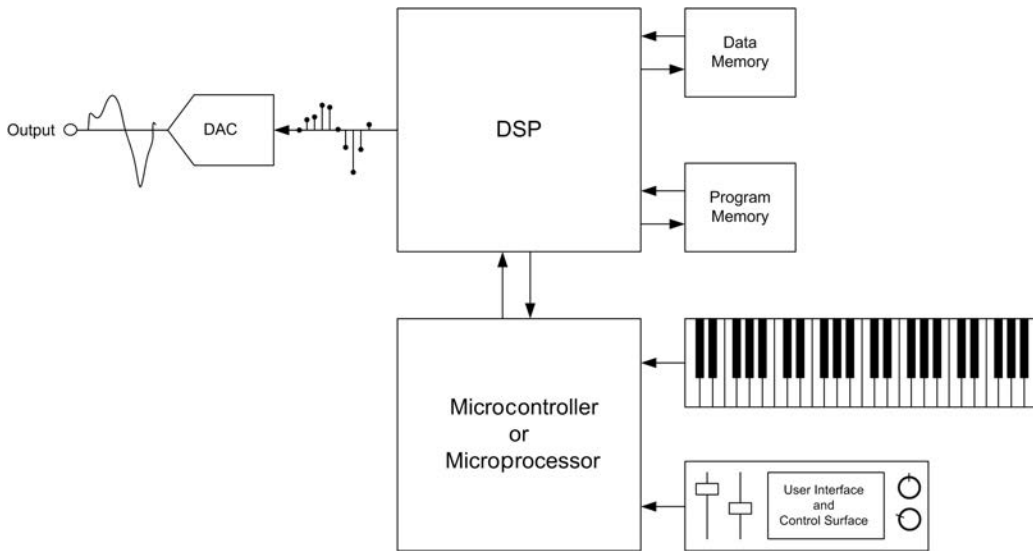 Output
DAC
DSP
Data
Memory
Program
Memory
Microcontroller
or
Microprocessor
User Interface
and
Control Surface